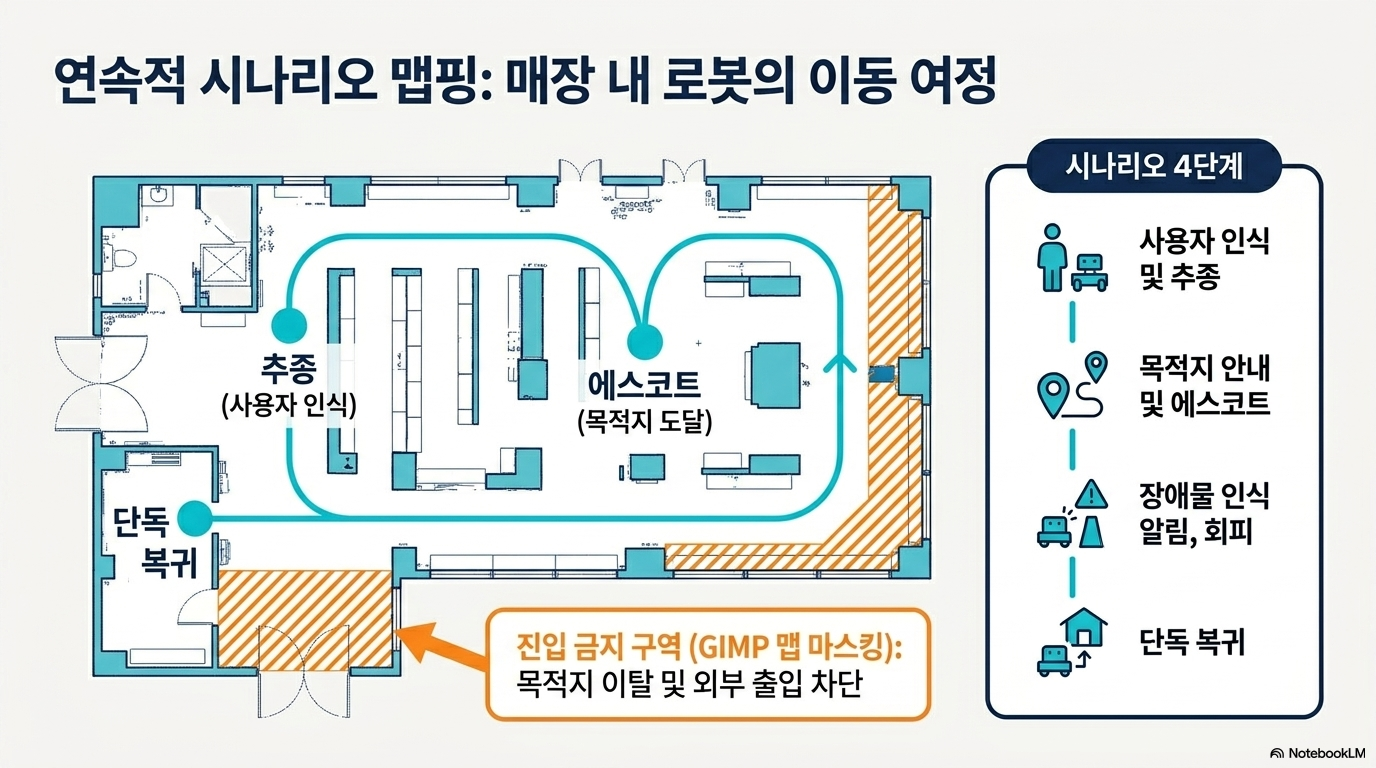 연속적 시나리오 맵핑: 매장 내 로봇의 이동 여정
추종
(사용자 인식)
에스코트
(목적지 도달)
단독
복귀
진입 금지 구역 (GIMP 맵 마스킹):
목적지 이탈 및 외부 출입 차단
시나리오 4단계
사용자 인식
및 추종
목적지 안내
및 에스코트
장애물 인식
알림, 회피
단독 복귀
NotebookLM